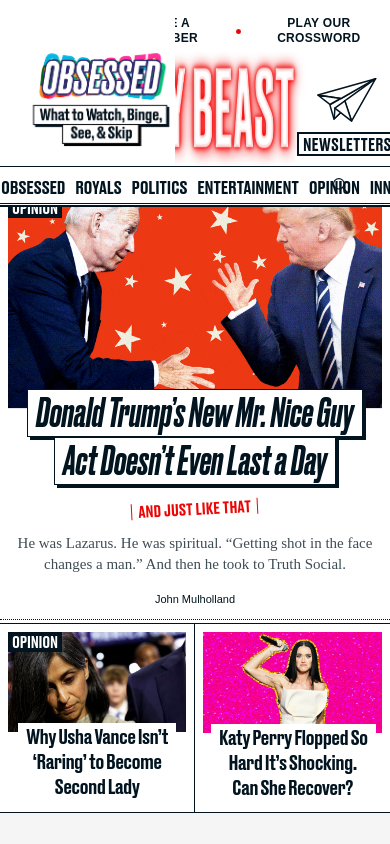 E A
BER
PLAY OUR
CROSSWORD
OBSESSED
What to Watch, Binge,
See, & Skip
Y BEAST
NEWSLETTERS
OBSESSED ROYALS POLITICS ENTERTAINMENT OPINION INN
OPINION
Donald Trump’s New Mr. Nice Guy
Act Doesn’t Even Last a Day
AND JUST LIKE THAT
He was Lazarus. He was spiritual. “Getting shot in the face
changes a man.” And then he took to Truth Social.
John Mulholland
OPINION
Why Usha Vance Isn’t
‘Raring’ to Become
Second Lady
Katy Perry Flopped So
Hard It’s Shocking.
Can She Recover?